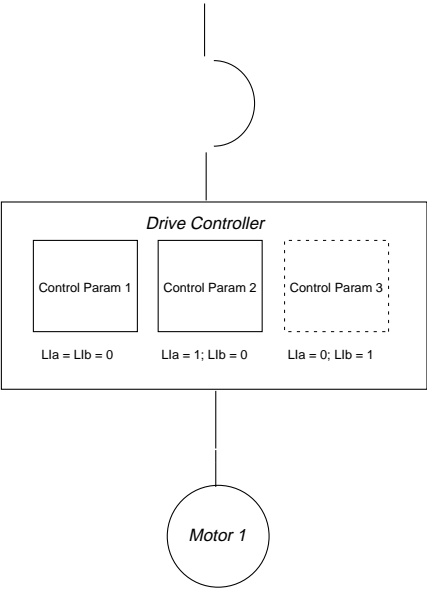 Drive Controller
Control Param 1
Control Param 2
Control Param 3
LIa = LIb = 0
LIa = 1; LIb = 0
LIa = 0; LIb = 1
Motor 1